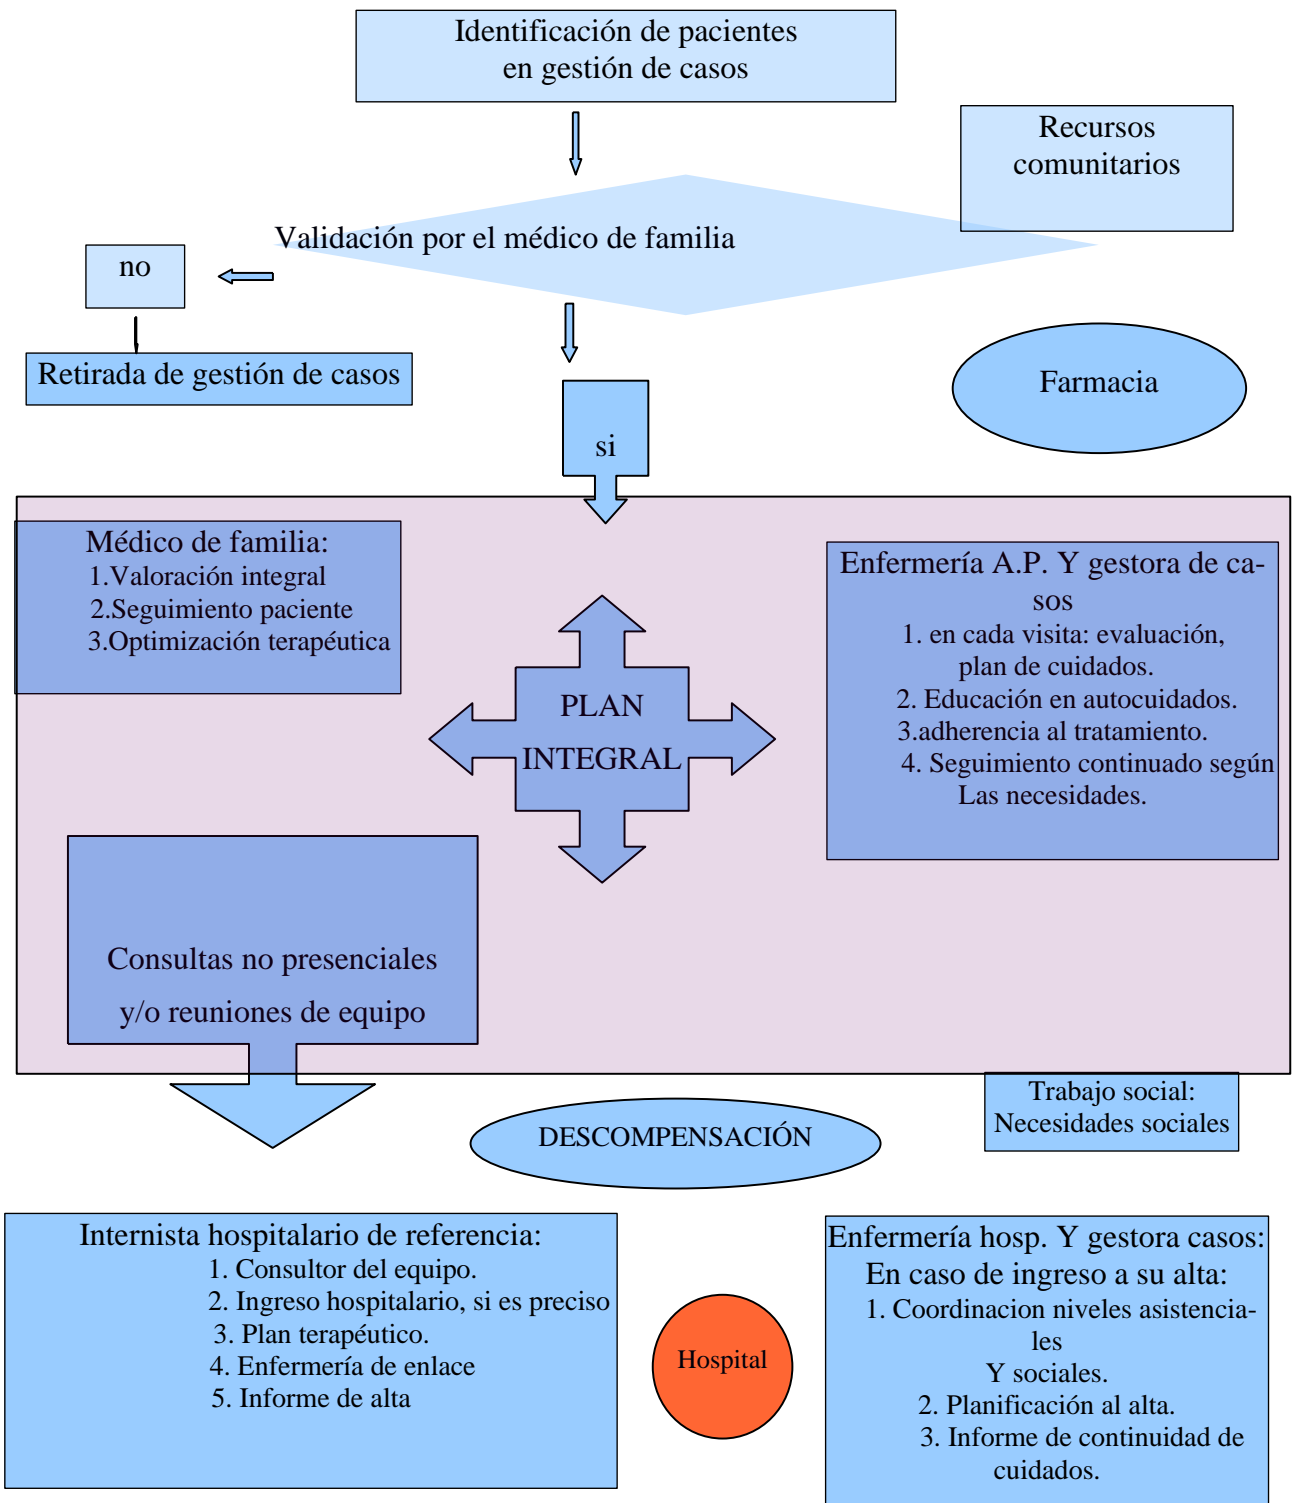 Identificación de pacientes
en gestión de casos
Recursos
comunitarios
Validación por el médico de familia
no
Retirada de gestión de casos
Farmacia
si
Médico de familia:
1.Valoración integral
2.Seguimiento paciente
3.Optimización terapéutica
Enfermería A.P. Y gestora de ca-
sos
1. en cada visita: evaluación,
plan de cuidados.
2. Educación en autocuidados.
3.adherencia al tratamiento.
4. Seguimiento continuado según
Las necesidades.
PLAN
INTEGRAL
Consultas no presenciales
y/o reuniones de equipo
Trabajo social:
Necesidades sociales
DESCOMPENSACIÓN
Internista hospitalario de referencia:
1. Consultor del equipo.
2. Ingreso hospitalario, si es preciso
3. Plan terapéutico.
4. Enfermería de enlace
5. Informe de alta
Hospital
Enfermería hosp. Y gestora casos:
En caso de ingreso a su alta:
1. Coordinacion niveles asistencia-
les
Y sociales.
2. Planificación al alta.
3. Informe de continuidad de
cuidados.